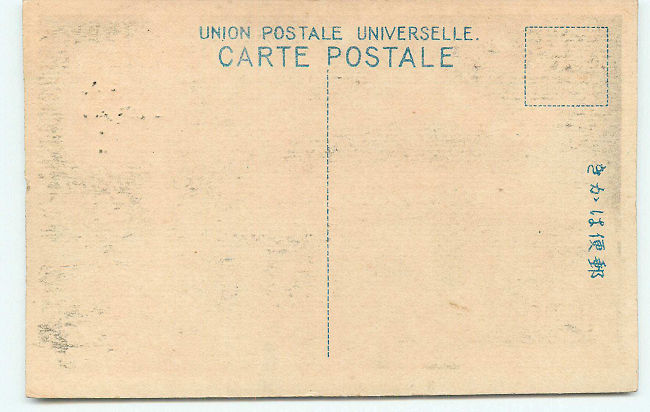 UNION POSTALE UNIVERSELLE.
CARTE POSTALE
郵便はかき